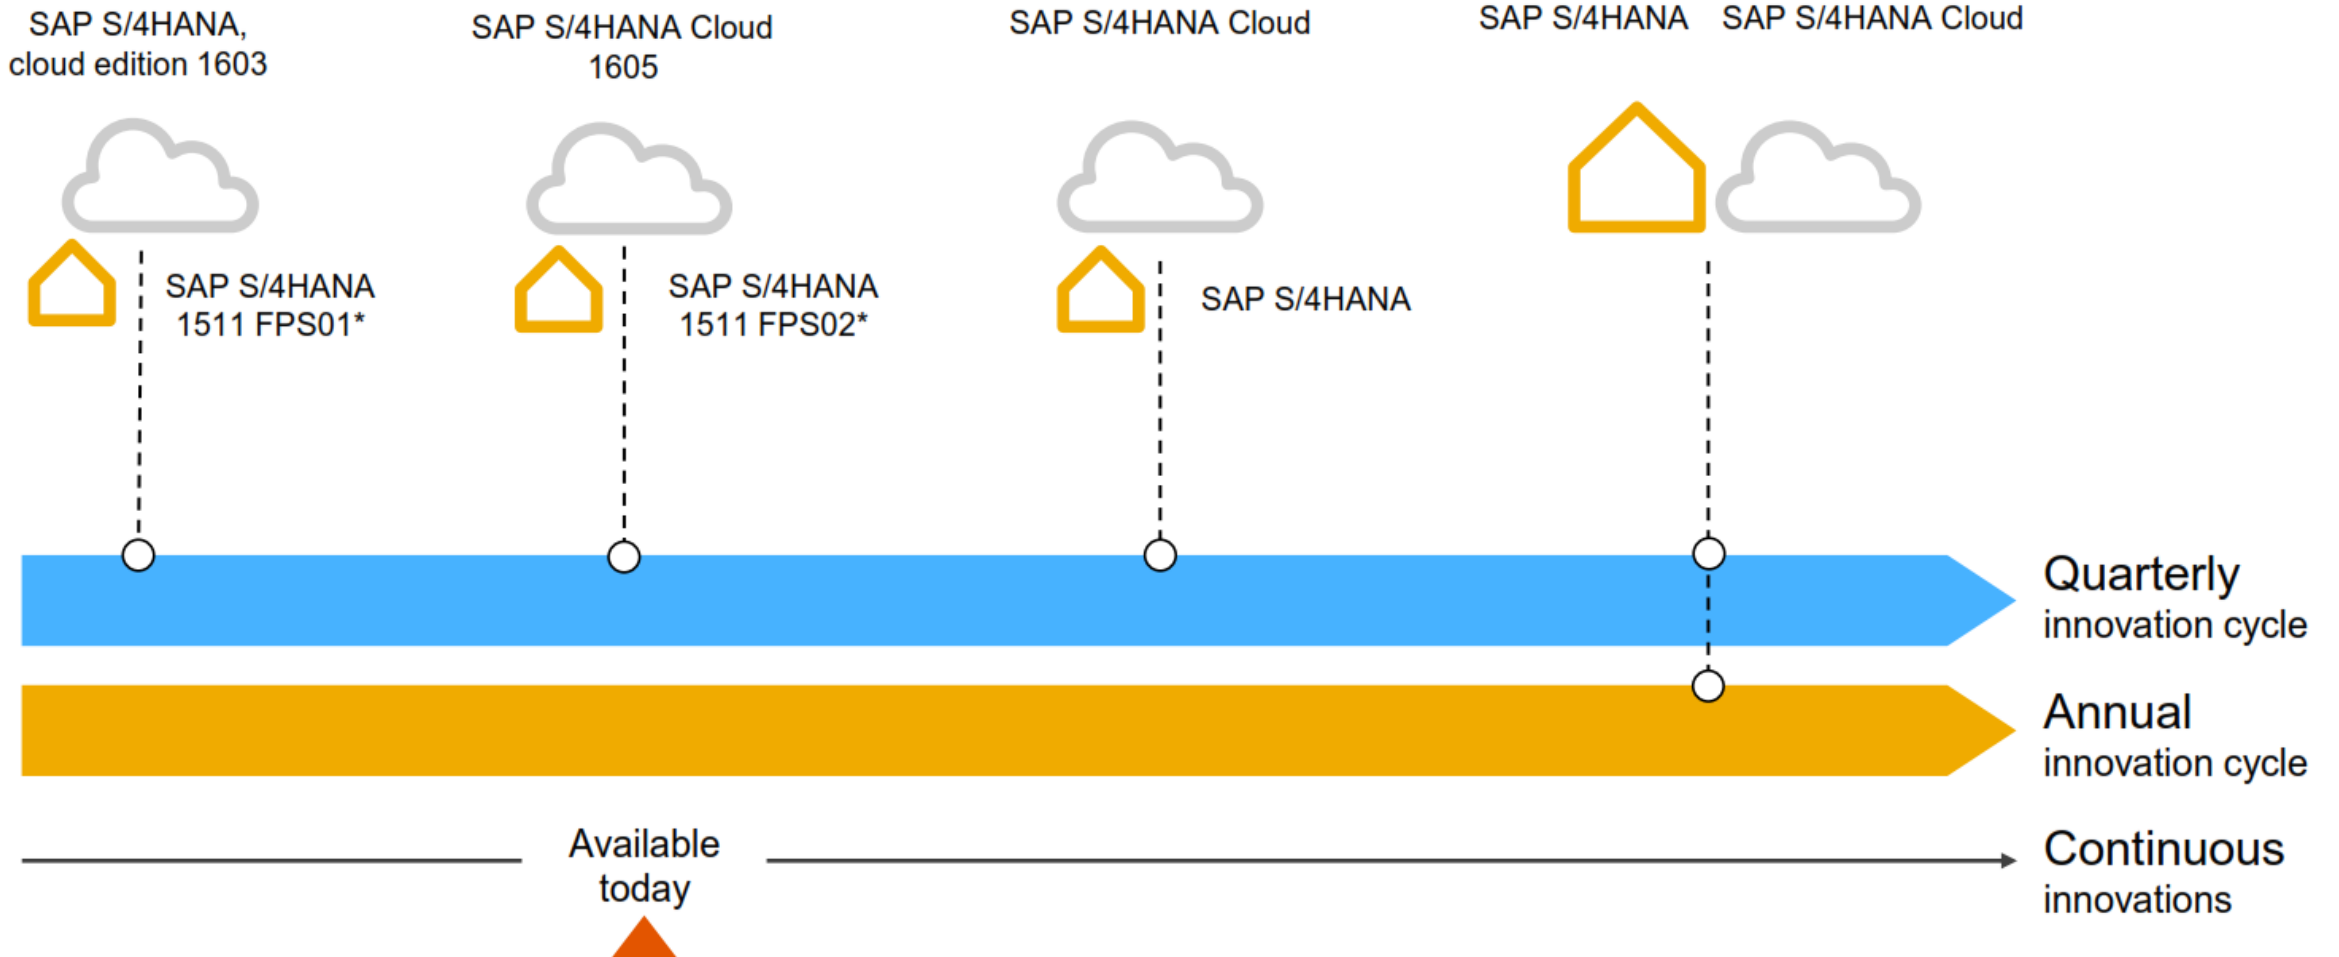 SAP S/4HANA,
cloud edition 1603
SAP S/4HANA Cloud
1605
SAP S/4HANA Cloud
SAP S/4HANA
SAP S/4HANA Cloud
SAP S/4HANA
1511 FPS01*
SAP S/4HANA
1511 FPS02*
SAP S/4HANA
Quarterly
innovation cycle
Annual
innovation cycle
Available
today
Continuous
innovations